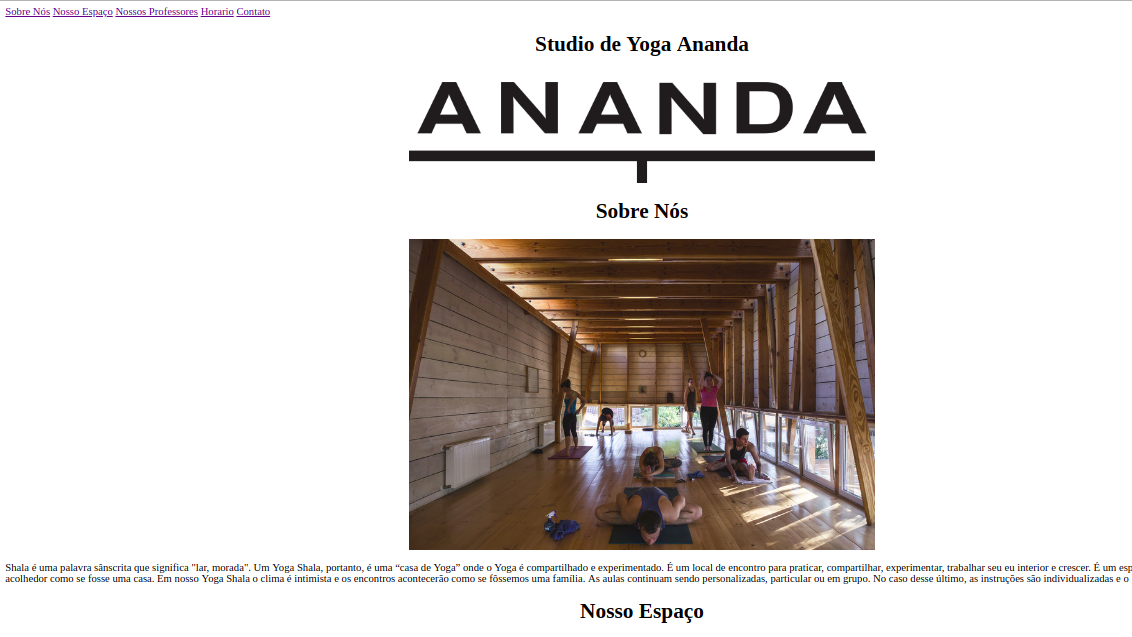 Sobre Nós Nosso Espaço Nossos Professores Horario Contato
Studio de Yoga Ananda
ANANDA
Sobre Nós
Shala é uma palavra sânscrita que significa "lar, morada". Um Yoga Shala, portanto, é uma “casa de Yoga” onde o Yoga é compartilhado e experimentado. É um local de encontro para praticar, compartilhar, experimentar, trabalhar seu eu interior e crescer. É um esp
acolhedor como se fosse uma casa. Em nosso Yoga Shala o clima é intimista e os encontros acontecerão como se fôssemos uma família. As aulas continuam sendo personalizadas, particular ou em grupo. No caso desse último, as instruções são individualizadas e o
Nosso Espaço